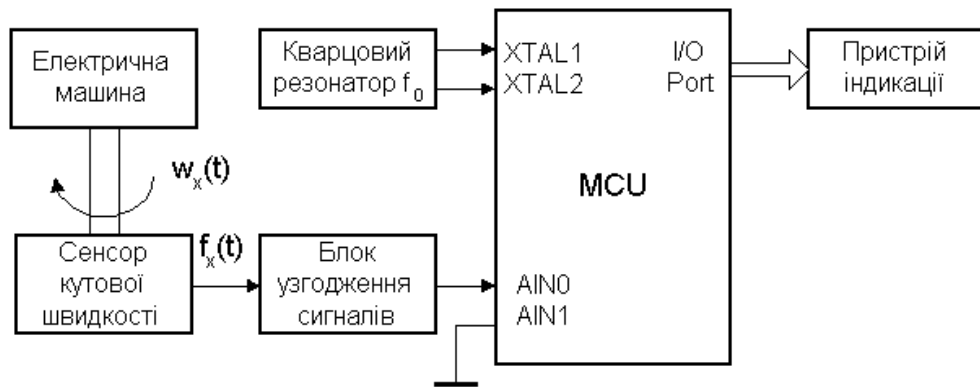 Електрична
машина
Кварцовий
резонатор f₀
XTAL1
XTAL2
I/O
Port
MCU
Пристрій
індикації
wₓ(t)
fₓ(t)
Сенсор
кутової
швидкості
Блок
узгодження
сигналів
AIN0
AIN1